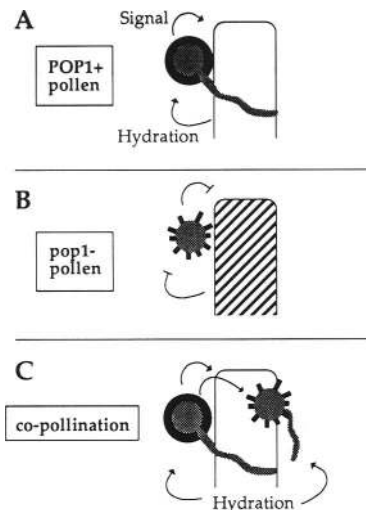 A
Signal
POP1+
pollen
Hydration
B
pop1-
pollen
C
co-pollination
Hydration